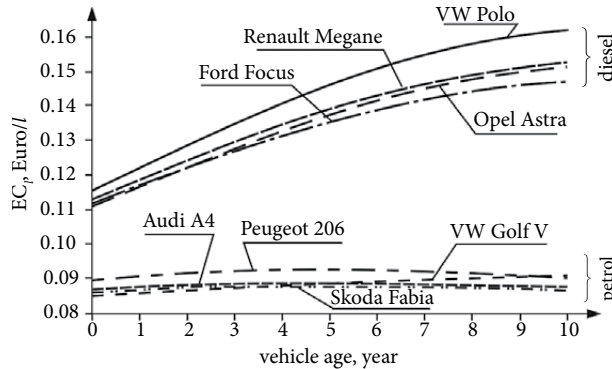 VW Polo
0.16
Renault Megane
diesel
0.15
Ford Focus
0.14
EC_l, Euro/l
0.13
Opel Astra
0.12
0.11
Audi A4
Peugeot 206
VW Golf V
0.10
0.09
petrol
Skoda Fabia
0.08
0 1 2 3 4 5 6 7 8 9 10
vehicle age, year